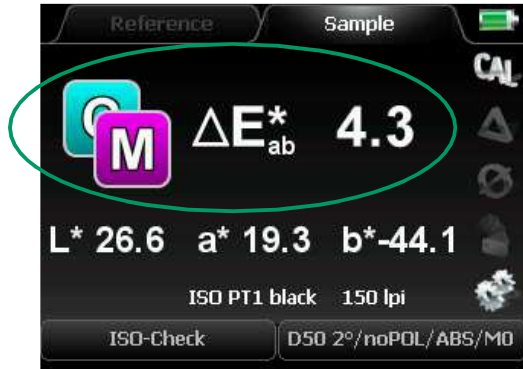 Reference Sample
CAL
C M ΔE*ab 4.3
L* 26.6 a* 19.3 b*-44.1
ISO PT1 black 150 lpi
ISO-Check D50 2°/noPOL/ABS/M0